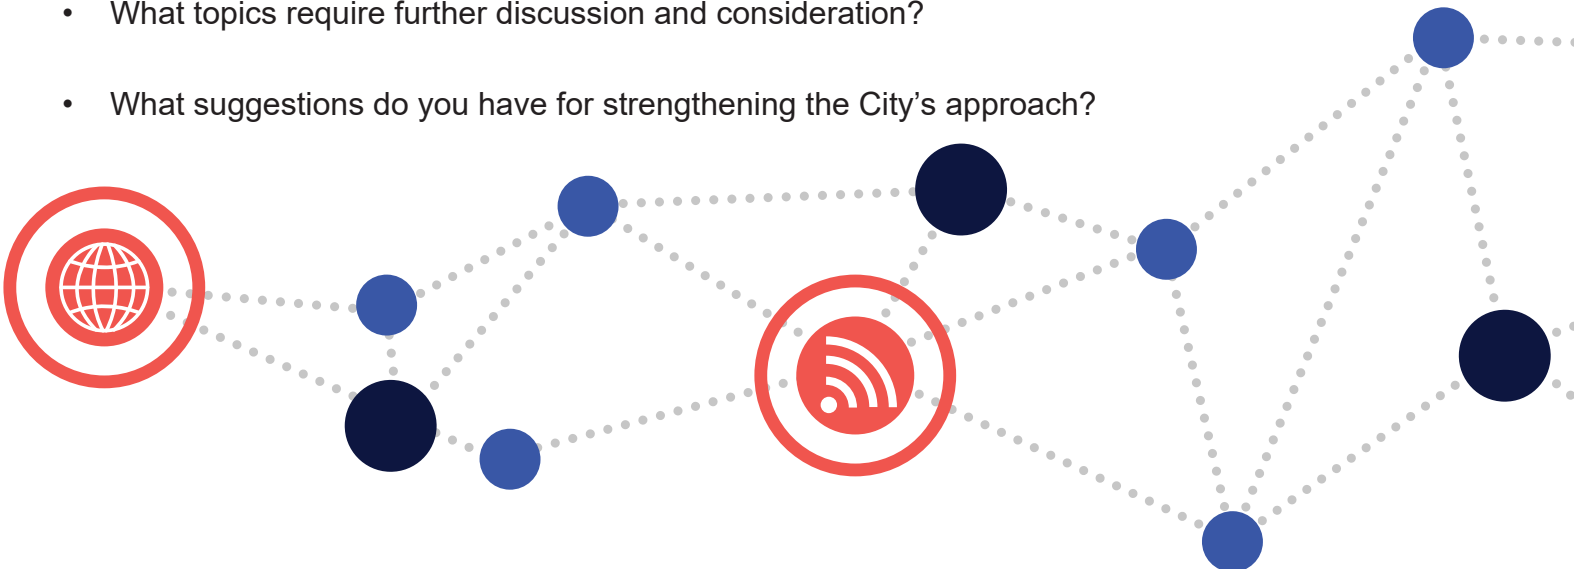 • What topics require further discussion and consideration?
• What suggestions do you have for strengthening the City’s approach?